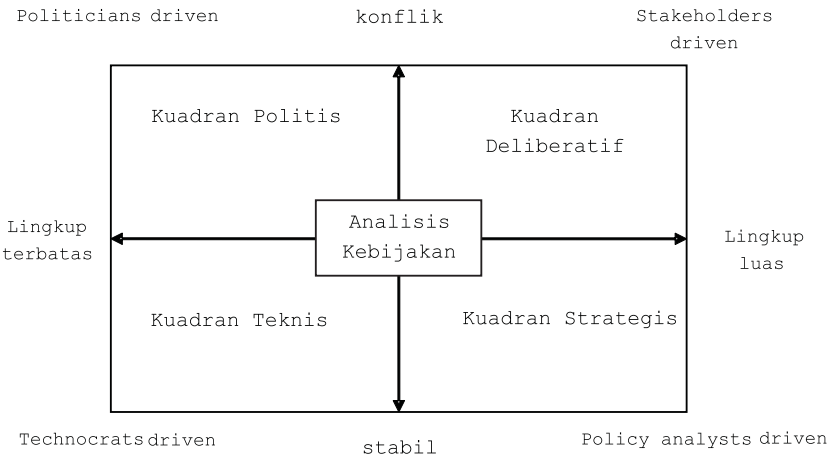 Politicians driven
konflik
Stakeholders
driven
Kuadran Politis
Kuadran
Deliberatif
Lingkup
terbatas
Analisis
Kebijakan
Lingkup
luas
Kuadran Teknis
Kuadran Strategis
Technocrats driven
stabil
Policy analysts driven